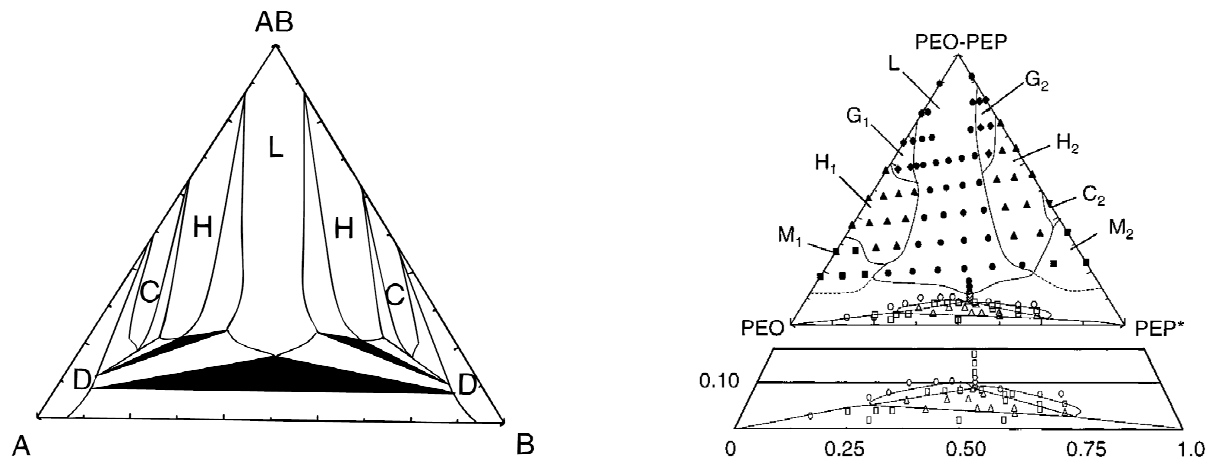 AB
L
H
H
C
C
D
D
A
B
PEO-PEP
L
G₂
G₁
H₂
H₁
C₂
M₁
M₂
PEO
PEP*
0.10
0
0.25
0.50
0.75
1.0